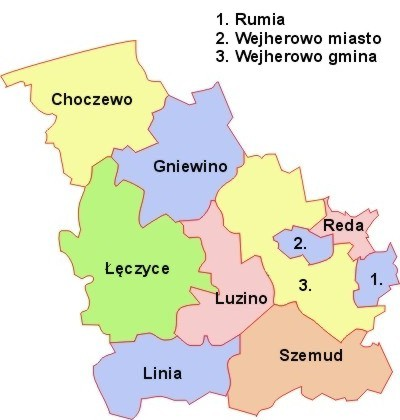 1. Rumia
2. Wejherowo miasto
3. Wejherowo gmina
Choczewo
Gniewino
Reda
2.
Łęczyce
1.
3.
Luzino
Szemud
Linia